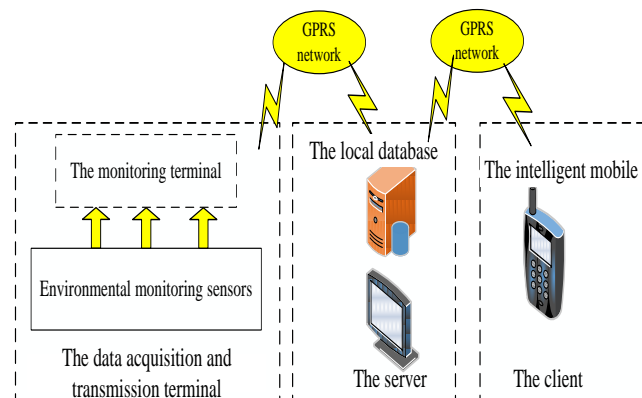 GPRS
network
GPRS
network
The monitoring terminal
Environmental monitoring sensors
The data acquisition and
transmission terminal
The local database
The server
The intelligent mobile
The client